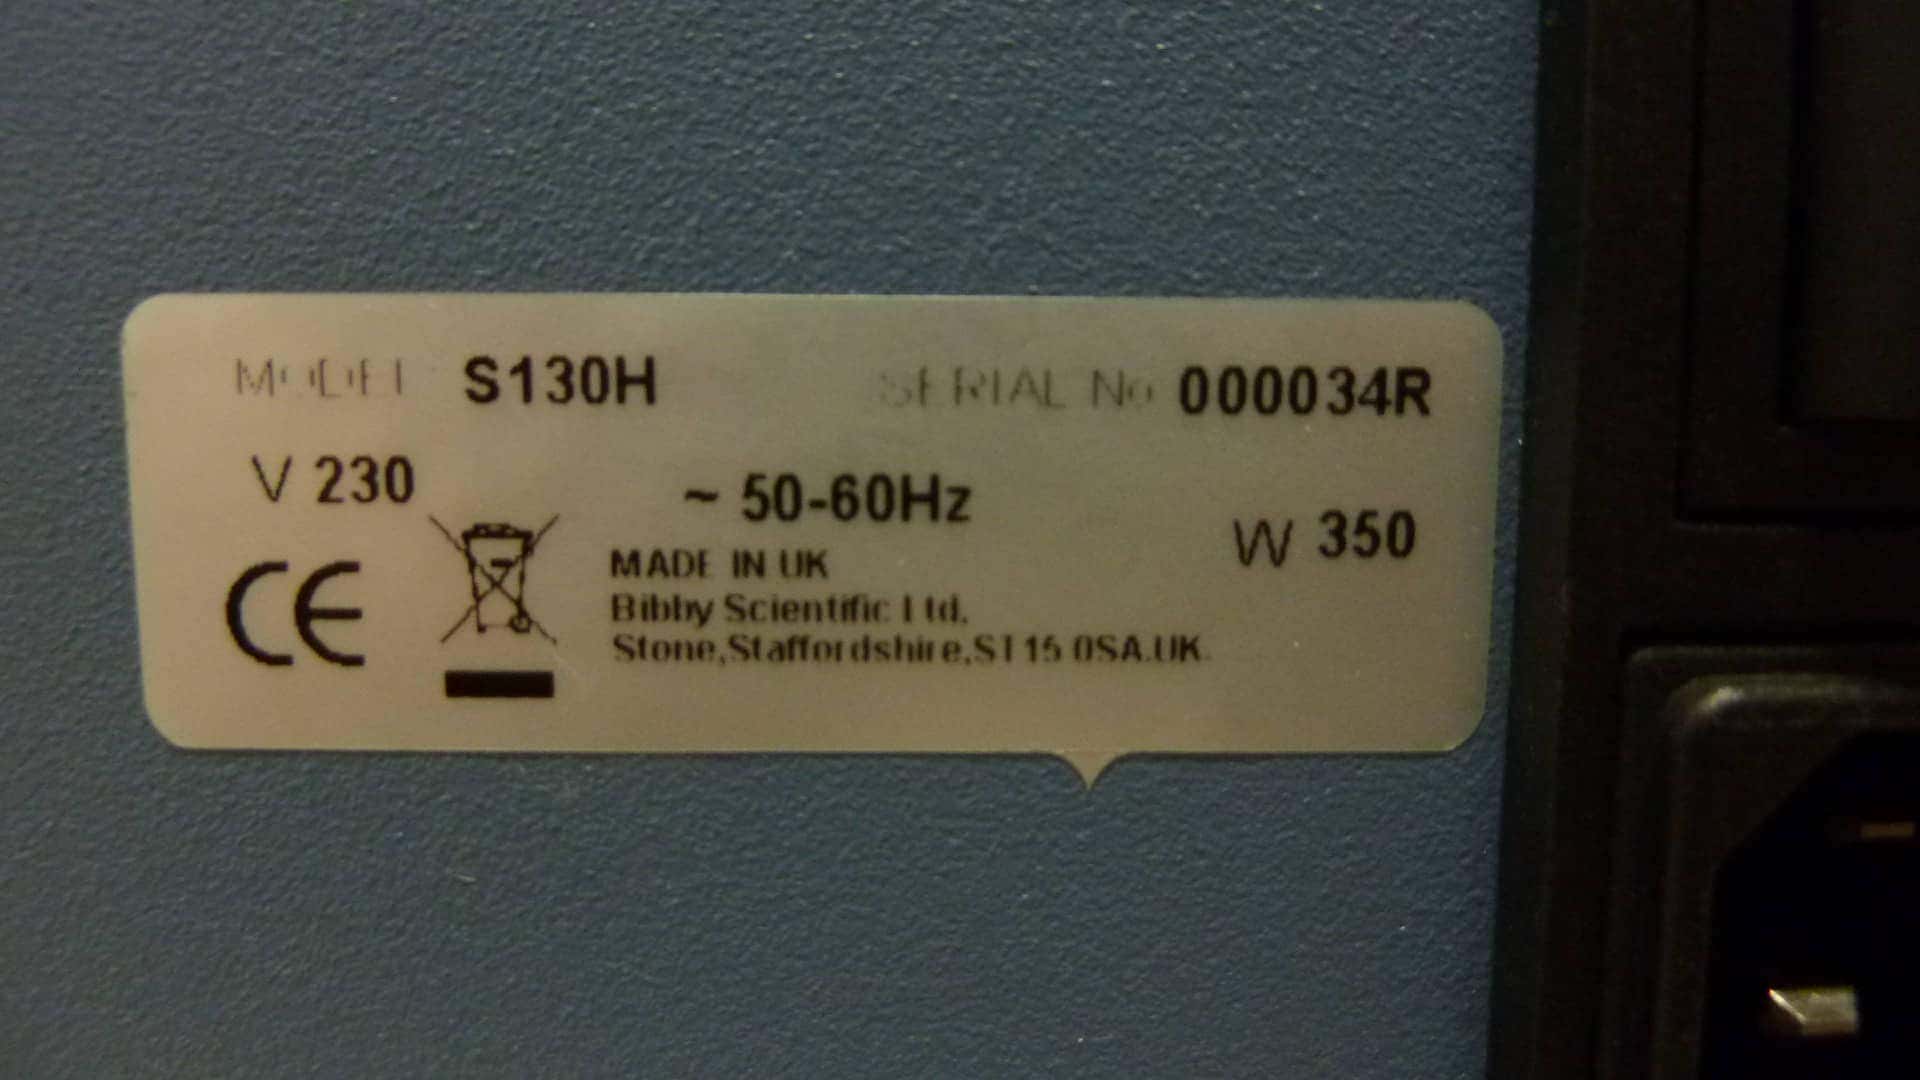 MODEL S130H SERIAL No 000034R
V 230 ~ 50-60Hz W 350
CE
MADE IN UK
Bibby Scientific Ltd.
Stone,Staffordshire,ST15 0SA.UK.